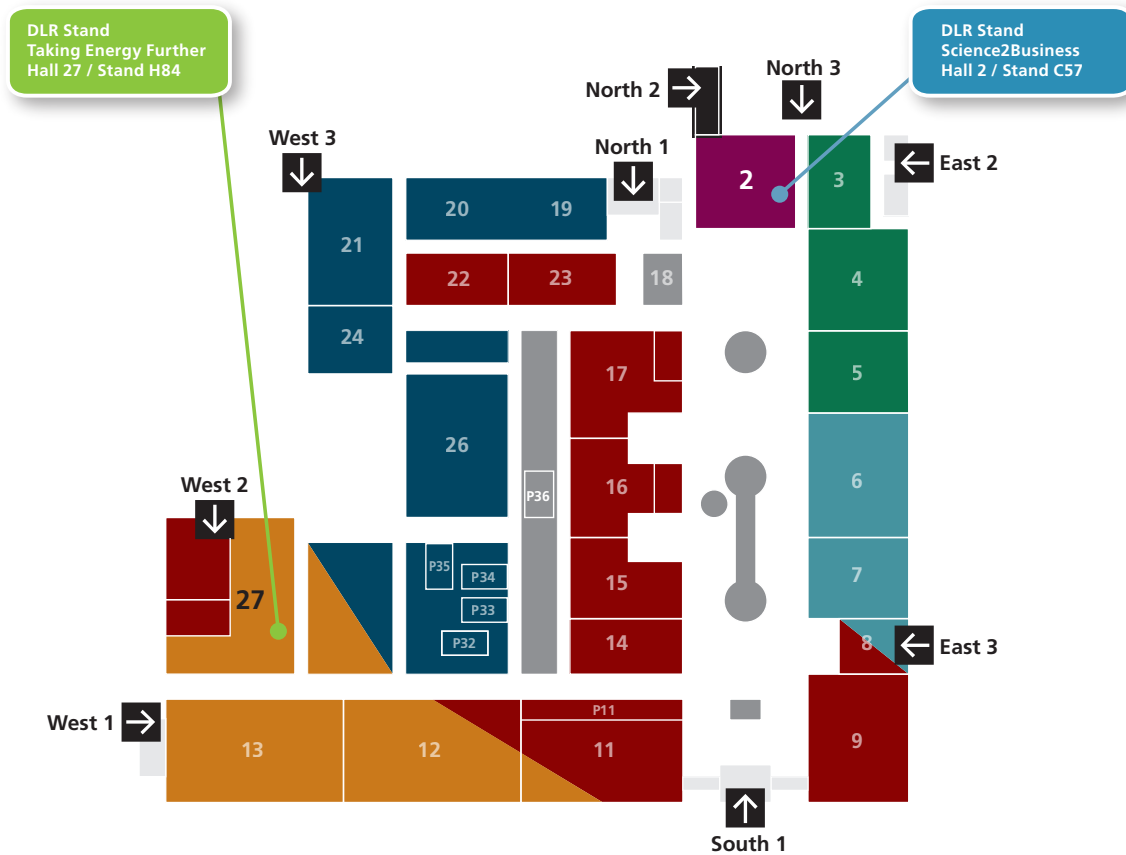 DLR Stand
Taking Energy Further
Hall 27 / Stand H84
DLR Stand
Science2Business
Hall 2 / Stand C57
North 3
North 2
West 3
North 1
East 2
2
3
20
19
21
22
23
18
4
24
17
5
26
16
6
P36
West 2
27
P35
P34
P33
P32
15
7
14
8
East 3
West 1
13
12
P11
11
9
South 1